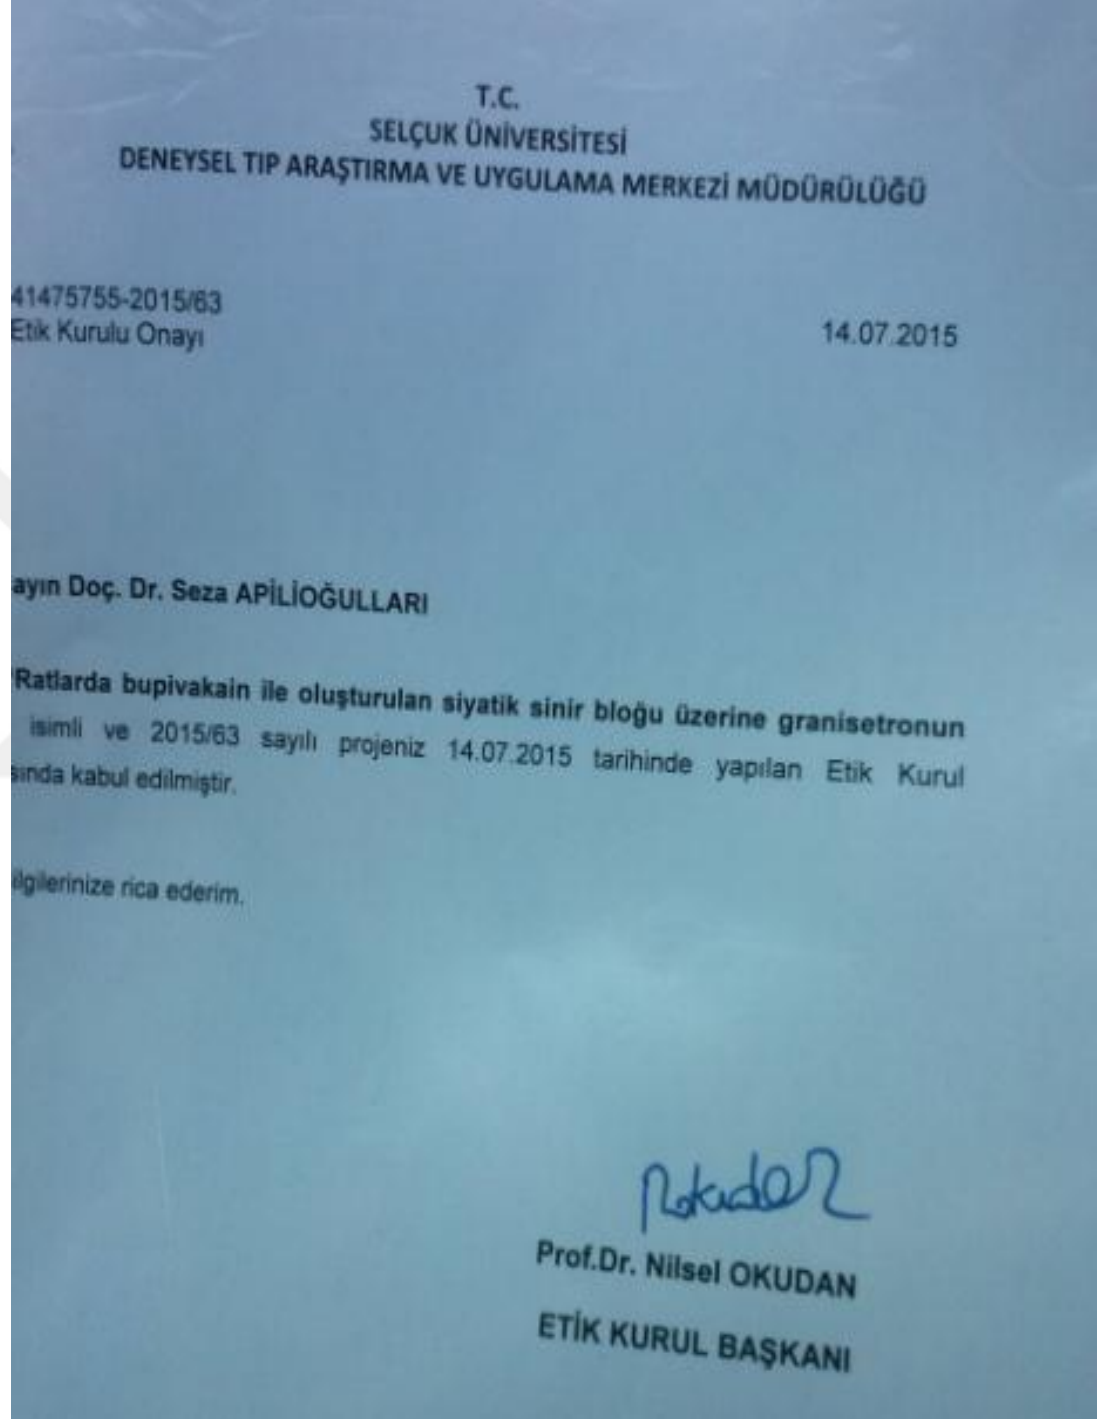 T.C.
SELÇUK ÜNİVERSİTESİ
DENEYSEL TIP ARAŞTIRMA VE UYGULAMA MERKEZİ MÜDÜRÜLÜĞÜ
41475755-2015/63
Etik Kurulu Onayı
14.07.2015
ayın Doç. Dr. Seza APİLİOĞULLARI
Ratlarda bupivakain ile oluşturulan siyatik sinir bloğu üzerine granisetronun
isimli ve 2015/63 sayılı projeniz 14.07.2015 tarihinde yapılan Etik Kurul
sında kabul edilmiştir.
ilgilerinize rica ederim.
Prof.Dr. Nilsel OKUDAN
ETİK KURUL BAŞKANI